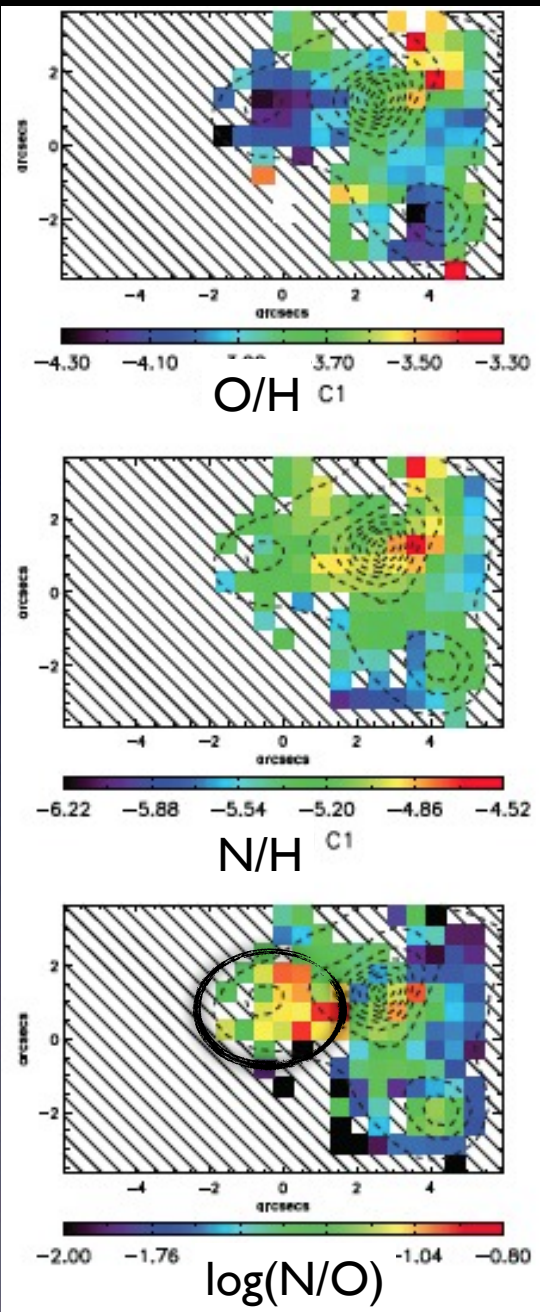 arcsecs
2
0
−2
−4 −2 0 2 4
arcsecs
−4.30 −4.10 3.70 −3.50 −3.30
O/H C1
arcsecs
2
0
−2
−4 −2 0 2 4
arcsecs
−6.22 −5.88 −5.54 −5.20 −4.86 −4.52
N/H C1
arcsecs
2
0
−2
−4 −2 0 2 4
arcsecs
−2.00 −1.76 -1.04 −0.80
log(N/O)